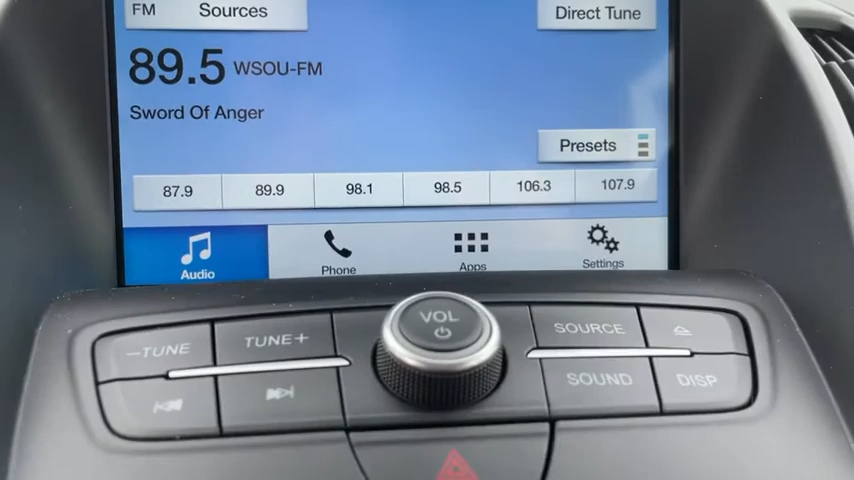 FM Sources Direct Tune
89.5 WSOU-FM
Sword Of Anger
Presets
87.9 89.9 98.1 98.5 106.3 107.9
Audio Phone Apps Settings
VOL
-TUNE TUNE+ SOURCE
SOUND DISP